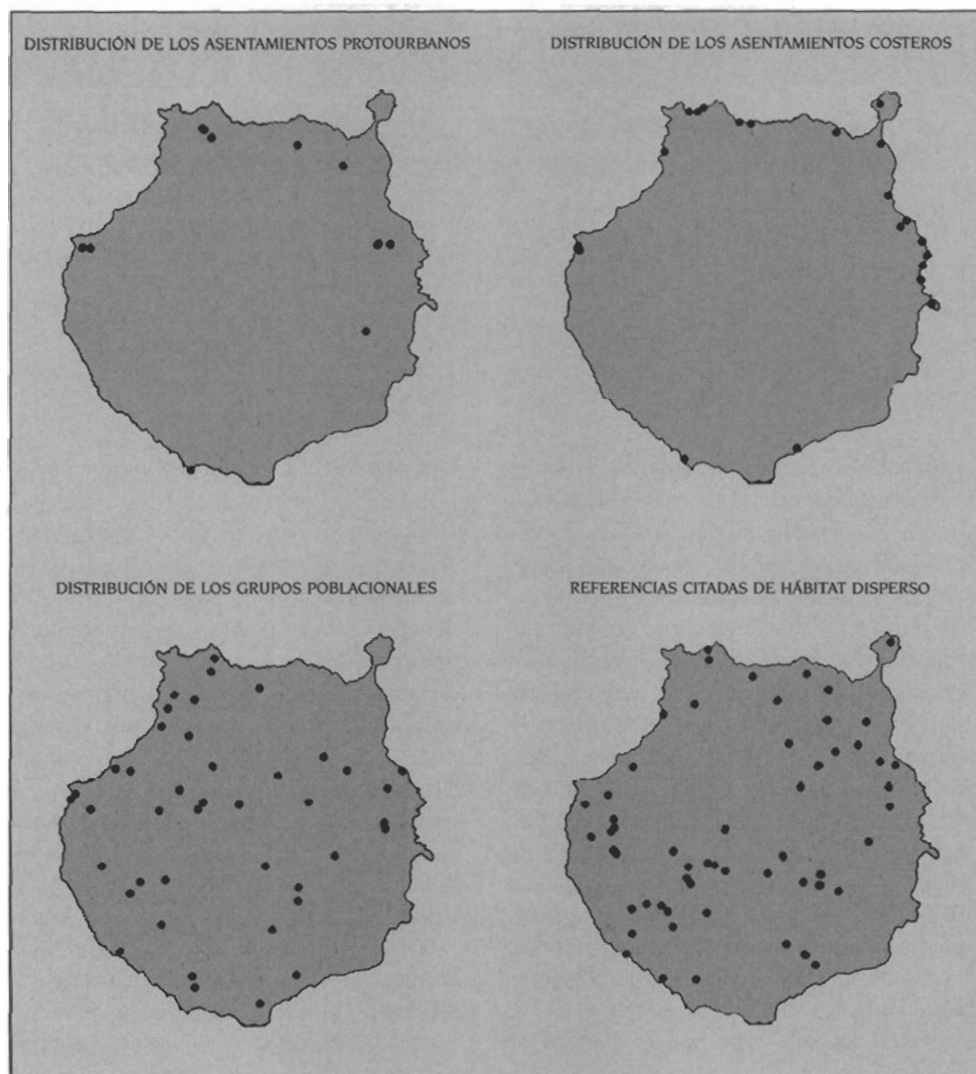 DISTRIBUCIÓN DE LOS ASENTAMIENTOS PROTOURBANOS
DISTRIBUCIÓN DE LOS ASENTAMIENTOS COSTEROS
DISTRIBUCIÓN DE LOS GRUPOS POBLACIONALES
REFERENCIAS CITADAS DE HÁBITAT DISPERSO